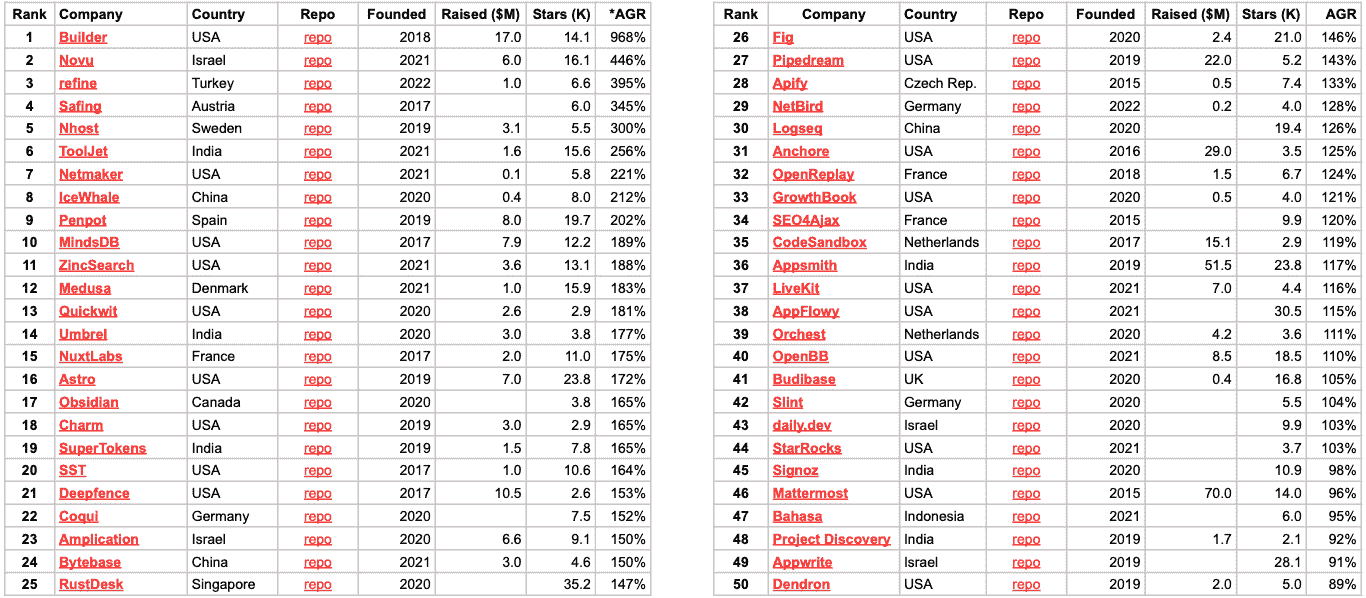 Rank Company Country Repo Founded Raised ($M) Stars (K) *AGR
1 Builder USA repo 2018 17.0 14.1 968%
2 Novu Israel repo 2021 6.0 16.1 446%
3 refine Turkey repo 2022 1.0 6.6 395%
4 Safing Austria repo 2017 6.0 345%
5 Nhost Sweden repo 2019 3.1 5.5 300%
6 ToolJet India repo 2021 1.6 15.6 256%
7 Netmaker USA repo 2021 0.1 5.8 221%
8 IceWhale China repo 2020 0.4 8.0 212%
9 Penpot Spain repo 2019 8.0 19.7 202%
10 MindsDB USA repo 2017 7.9 12.2 189%
11 ZincSearch USA repo 2021 3.6 13.1 188%
12 Medusa Denmark repo 2021 1.0 15.9 183%
13 Quickwit USA repo 2020 2.6 2.9 181%
14 Umbrel India repo 2020 3.0 3.8 177%
15 NuxtLabs France repo 2017 2.0 11.0 175%
16 Astro USA repo 2019 7.0 23.8 172%
17 Obsidian Canada repo 2020 3.8 165%
18 Charm USA repo 2019 3.0 2.9 165%
19 SuperTokens India repo 2019 1.5 7.8 165%
20 SST USA repo 2017 1.0 10.6 164%
21 Deepfence USA repo 2017 10.5 2.6 153%
22 Coqui Germany repo 2020 7.5 152%
23 Amplication Israel repo 2020 6.6 9.1 150%
24 Bytebase China repo 2021 3.0 4.6 150%
25 RustDesk Singapore repo 2020 35.2 147%
Rank Company Country Repo Founded Raised ($M) Stars (K) AGR
26 Fig USA repo 2020 2.4 21.0 146%
27 Pipedream USA repo 2019 22.0 5.2 143%
28 Apify Czech Rep. repo 2015 0.5 7.4 133%
29 NetBird Germany repo 2022 0.2 4.0 128%
30 Logseq China repo 2020 19.4 126%
31 Anchore USA repo 2016 29.0 3.5 125%
32 OpenReplay France repo 2018 1.5 6.7 124%
33 GrowthBook USA repo 2020 0.5 4.0 121%
34 SEO4Ajax France repo 2015 9.9 120%
35 CodeSandbox Netherlands repo 2017 15.1 2.9 119%
36 Appsmith India repo 2019 51.5 23.8 117%
37 LiveKit USA repo 2021 7.0 4.4 116%
38 AppFlowy USA repo 2021 30.5 115%
39 Orchest Netherlands repo 2020 4.2 3.6 111%
40 OpenBB USA repo 2021 8.5 18.5 110%
41 Budibase UK repo 2020 0.4 16.8 105%
42 Slint Germany repo 2020 5.5 104%
43 daily.dev Israel repo 2020 9.9 103%
44 StarRocks USA repo 2021 3.7 103%
45 Signoz India repo 2020 10.9 98%
46 Mattermost USA repo 2015 70.0 14.0 96%
47 Bahasa Indonesia repo 2021 6.0 95%
48 Project Discovery India repo 2019 1.7 2.1 92%
49 Appwrite Israel repo 2019 28.1 91%
50 Dendron USA repo 2019 2.0 5.0 89%